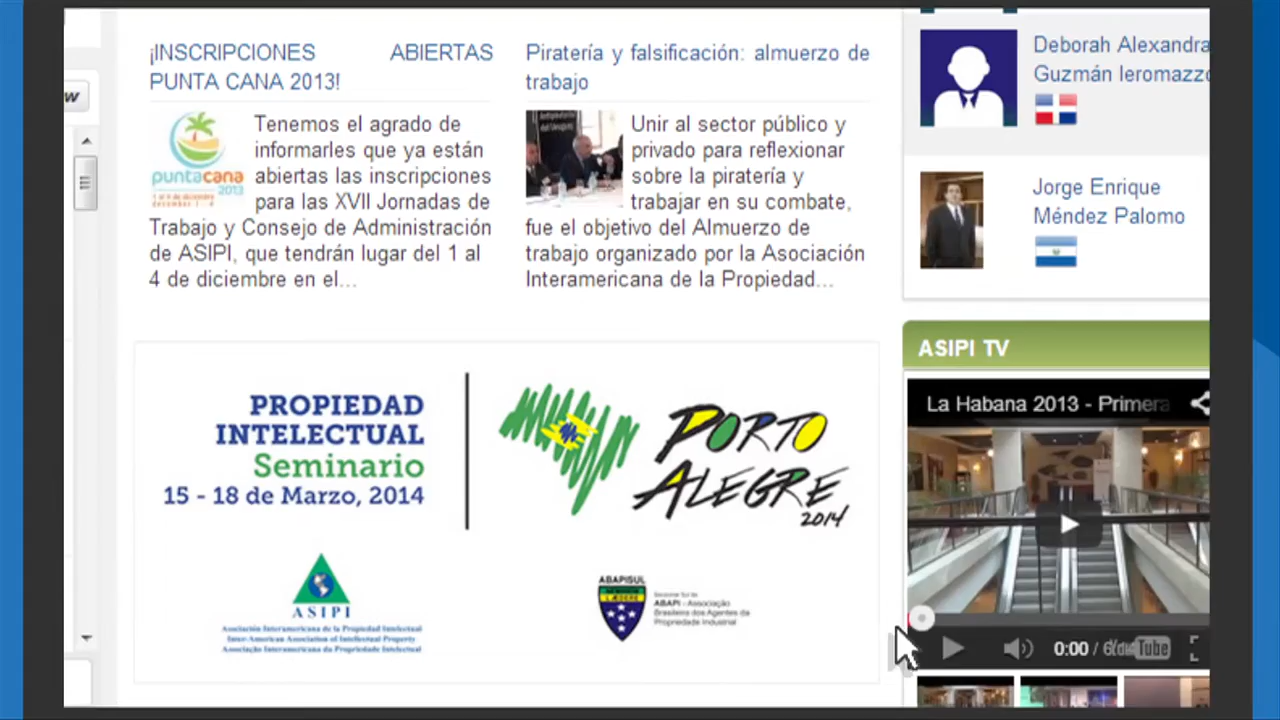 ¡INSCRIPCIONES ABIERTAS
PUNTA CANA 2013!
puntacana
2013
Tenemos el agrado de
informarles que ya están
abiertas las inscripciones
para las XVII Jornadas de
Trabajo y Consejo de Administración
de ASIPI, que tendrán lugar del 1 al
4 de diciembre en el...
Piratería y falsificación: almuerzo de
trabajo
Unir al sector público y
privado para reflexionar
sobre la piratería y
trabajar en su combate,
fue el objetivo del Almuerzo de
trabajo organizado por la Asociación
Interamericana de la Propiedad...
PROPIEDAD
INTELECTUAL
Seminario
15 - 18 de Marzo, 2014
PORTO
ALEGRE
2014
ASIPI
Asociación Interamericana de la Propiedad Intelectual
Inter-American Association of Intellectual Property
Associação Interamericana da Propriedade Intelectual
ABAPISUL
Seccional Sul da
ABAPI - Associação
Brasileira dos Agentes da
Propriedade Industrial
Deborah Alexandra
Guzmán Ieromazzo
Jorge Enrique
Méndez Palomo
ASIPI TV
La Habana 2013 - Primera
0:00 / 6
YouTube